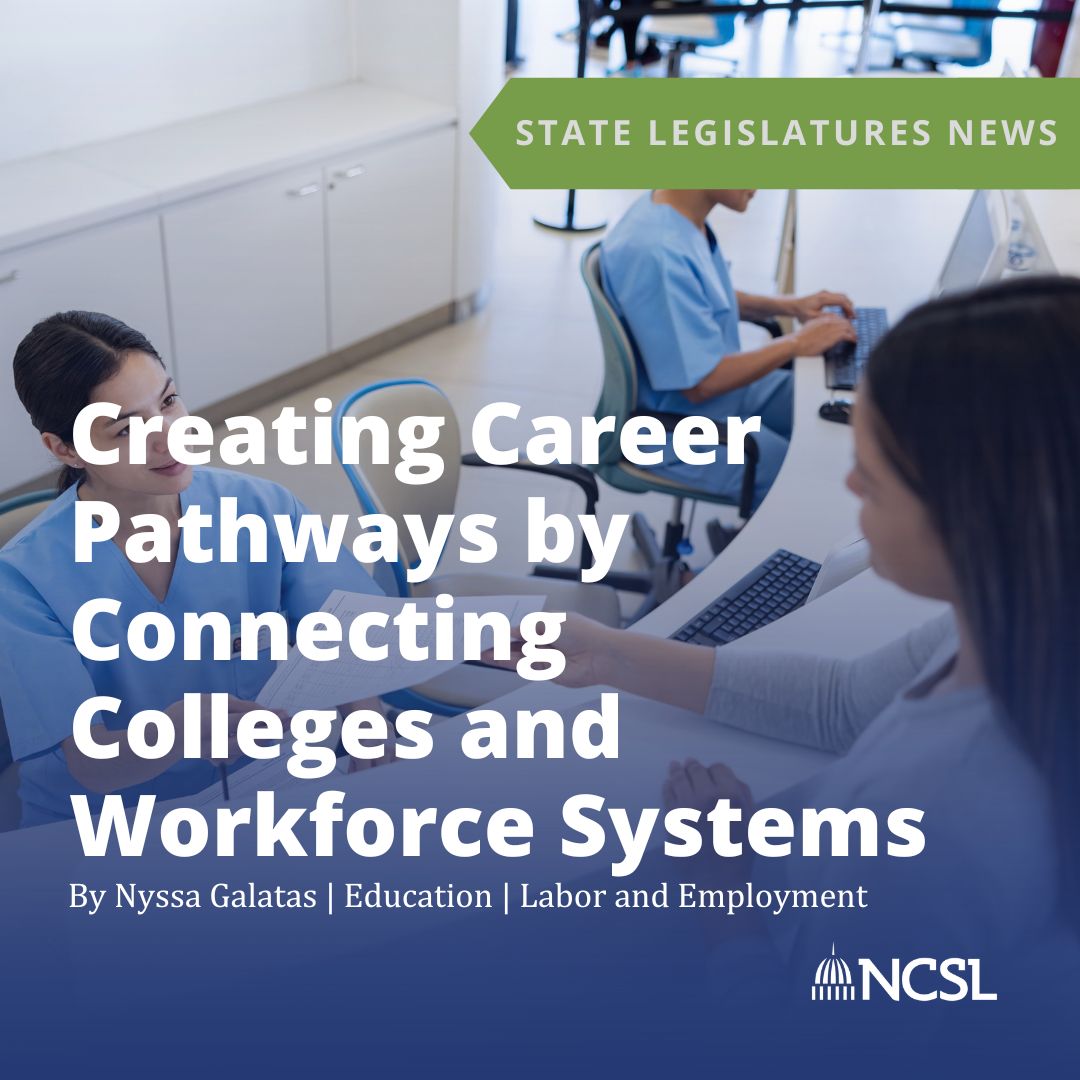 STATE LEGISLATURES NEWS
Creating Career
Pathways by
Connecting
Colleges and
Workforce Systems
By Nyssa Galatas | Education | Labor and Employment
NCSL